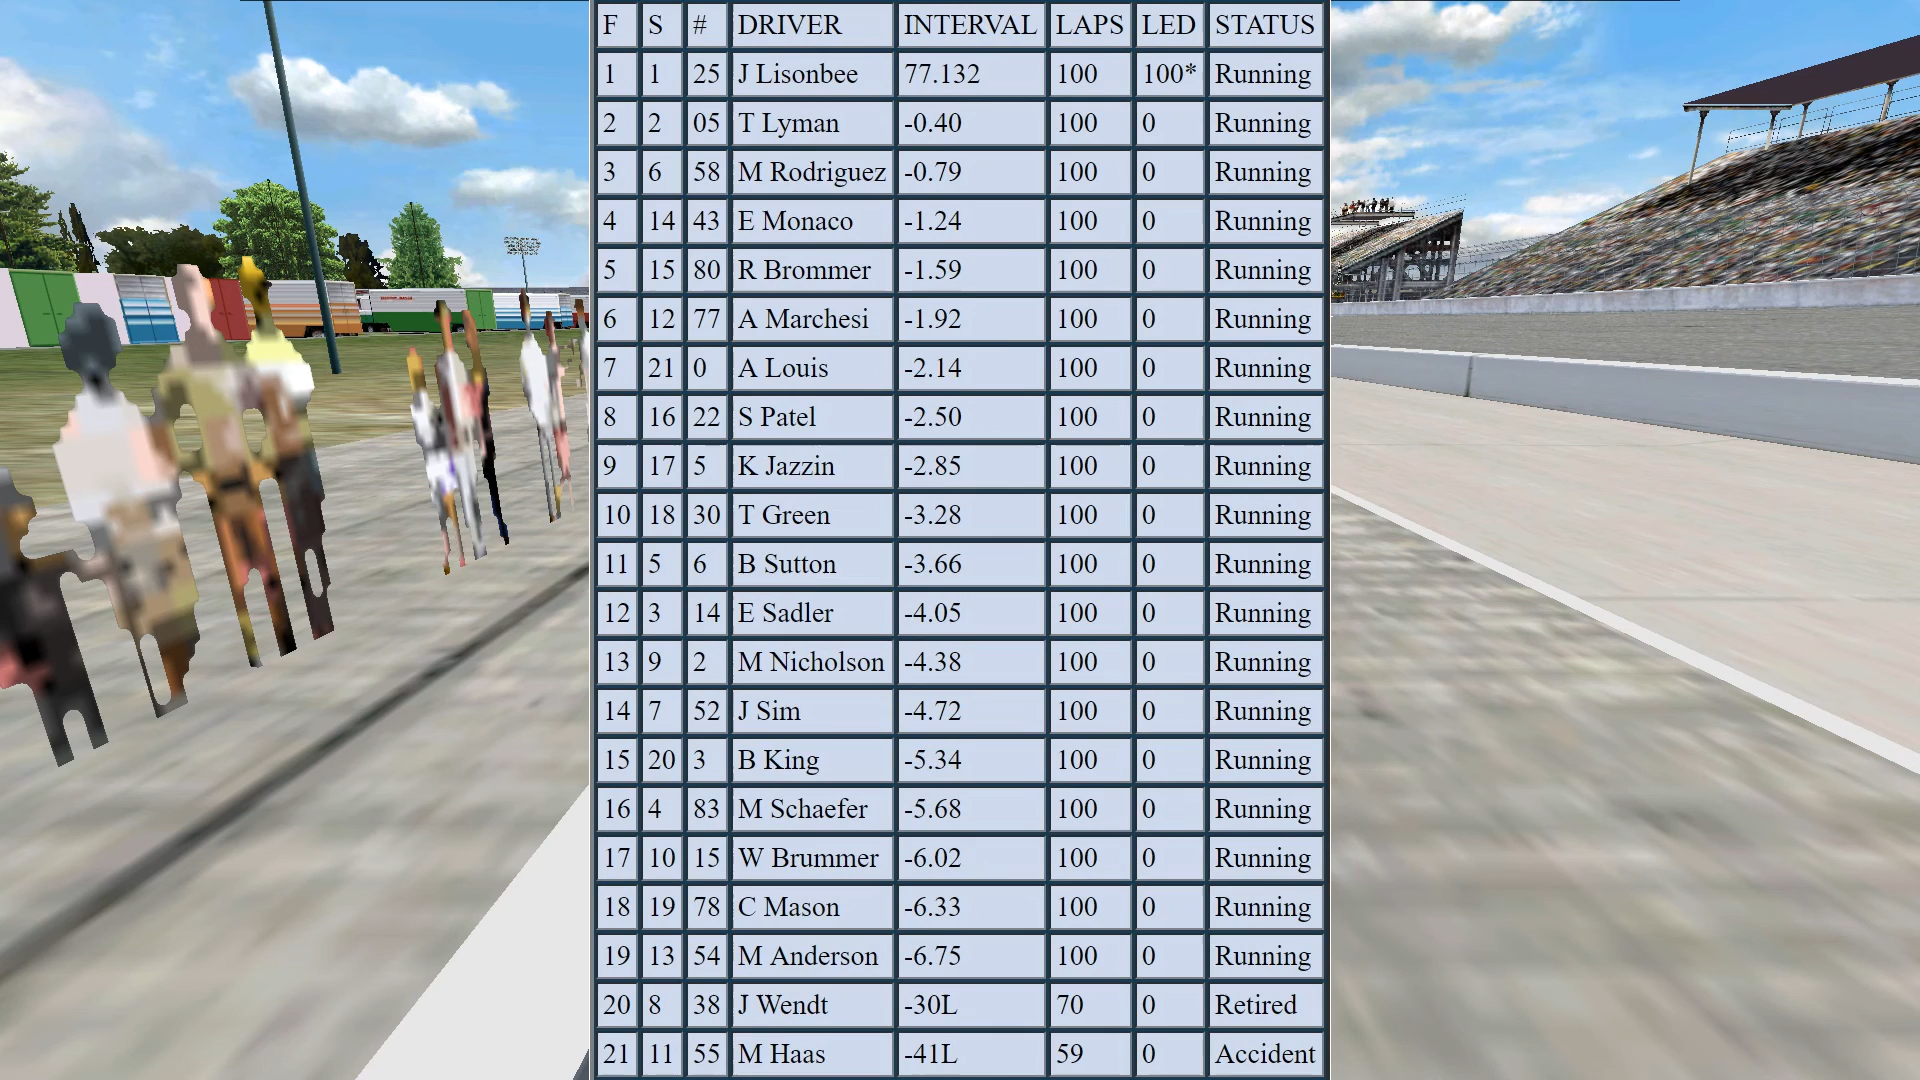 F S # DRIVER INTERVAL LAPS LED STATUS
1 1 25 J Lisonbee 77.132 100 100* Running
2 2 05 T Lyman -0.40 100 0 Running
3 6 58 M Rodriguez -0.79 100 0 Running
4 14 43 E Monaco -1.24 100 0 Running
5 15 80 R Brommer -1.59 100 0 Running
6 12 77 A Marchesi -1.92 100 0 Running
7 21 0 A Louis -2.14 100 0 Running
8 16 22 S Patel -2.50 100 0 Running
9 17 5 K Jazzin -2.85 100 0 Running
10 18 30 T Green -3.28 100 0 Running
11 5 6 B Sutton -3.66 100 0 Running
12 3 14 E Sadler -4.05 100 0 Running
13 9 2 M Nicholson -4.38 100 0 Running
14 7 52 J Sim -4.72 100 0 Running
15 20 3 B King -5.34 100 0 Running
16 4 83 M Schaefer -5.68 100 0 Running
17 10 15 W Brummer -6.02 100 0 Running
18 19 78 C Mason -6.33 100 0 Running
19 13 54 M Anderson -6.75 100 0 Running
20 8 38 J Wendt -30L 70 0 Retired
21 11 55 M Haas -41L 59 0 Accident